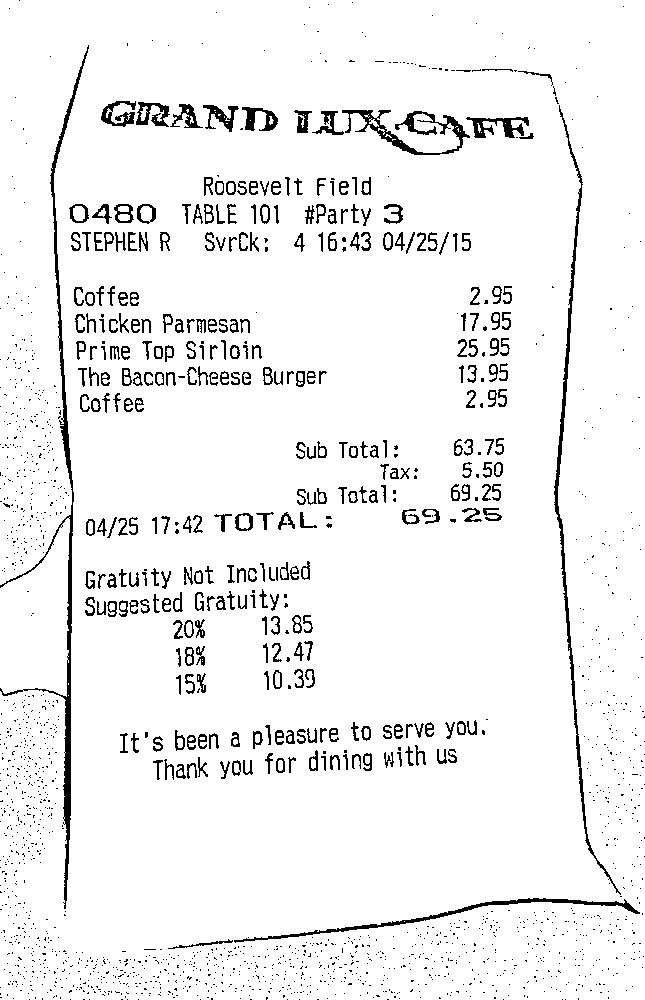 GRAND LUX CAFE
Roosevelt Field
0480 TABLE 101 #Party 3
STEPHEN R SvrCk: 4 16:43 04/25/15
Coffee 2.95
Chicken Parmesan 17.95
Prime Top Sirloin 25.95
The Bacon-Cheese Burger 13.95
Coffee 2.95
Sub Total: 63.75
Tax: 5.50
Sub Total: 69.25
04/25 17:42 TOTAL: 69.25
Gratuity Not Included
Suggested Gratuity:
20% 13.85
18% 12.47
15% 10.39
It's been a pleasure to serve you.
Thank you for dining with us